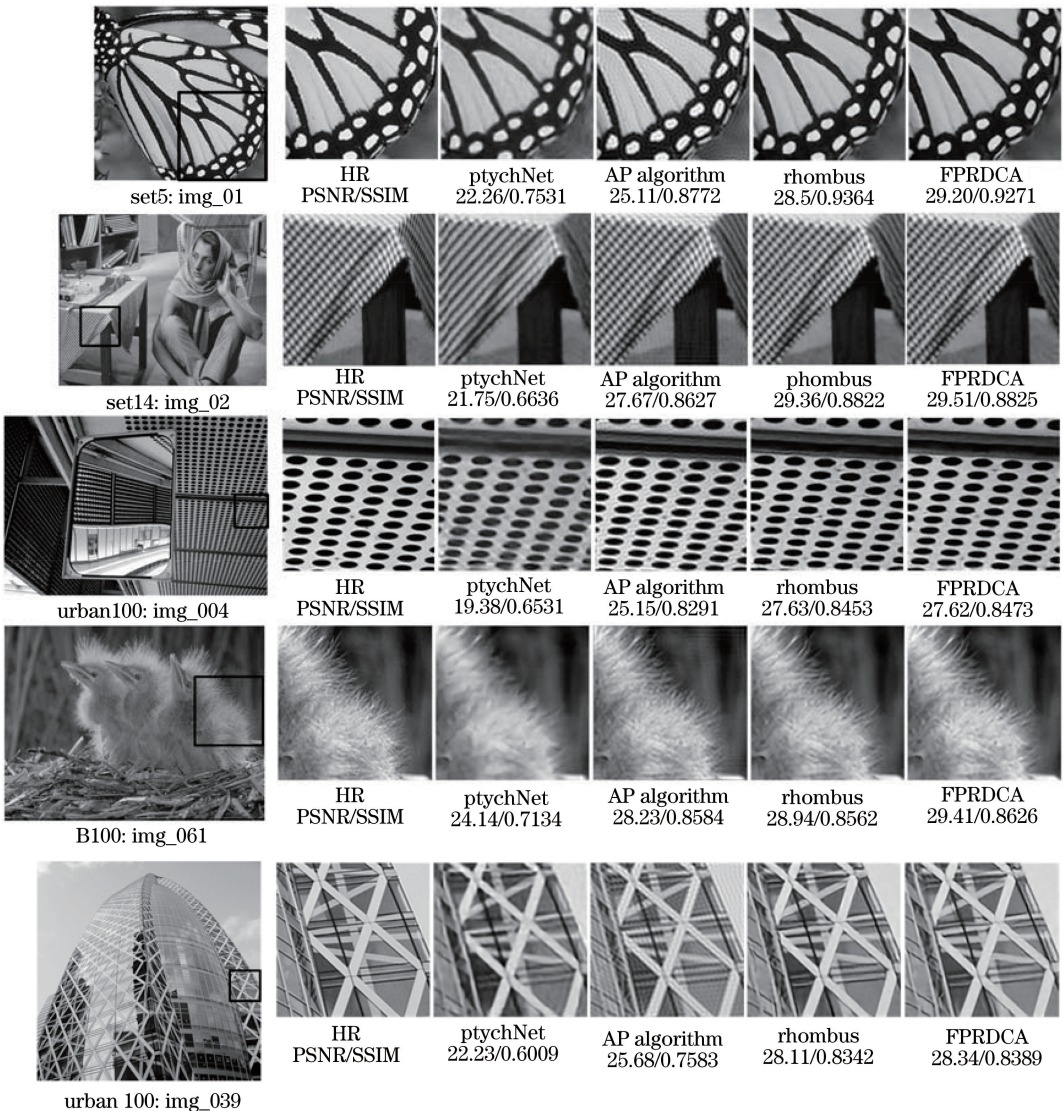 HR
PSNR/SSIM
ptychNet
22.26/0.7531
AP algorithm
25.11/0.8772
rhombus
28.5/0.9364
FPRDCA
29.20/0.9271
set5: img_01
HR
PSNR/SSIM
ptychNet
21.75/0.6636
AP algorithm
27.67/0.8627
phombus
29.36/0.8822
FPRDCA
29.51/0.8825
set14: img_02
HR
PSNR/SSIM
ptychNet
19.38/0.6531
AP algorithm
25.15/0.8291
rhombus
27.63/0.8453
FPRDCA
27.62/0.8473
urban100: img_004
HR
PSNR/SSIM
ptychNet
24.14/0.7134
AP algorithm
28.23/0.8584
rhombus
28.94/0.8562
FPRDCA
29.41/0.8626
B100: img_061
HR
PSNR/SSIM
ptychNet
22.23/0.6009
AP algorithm
25.68/0.7583
rhombus
28.11/0.8342
FPRDCA
28.34/0.8389
urban 100: img_039